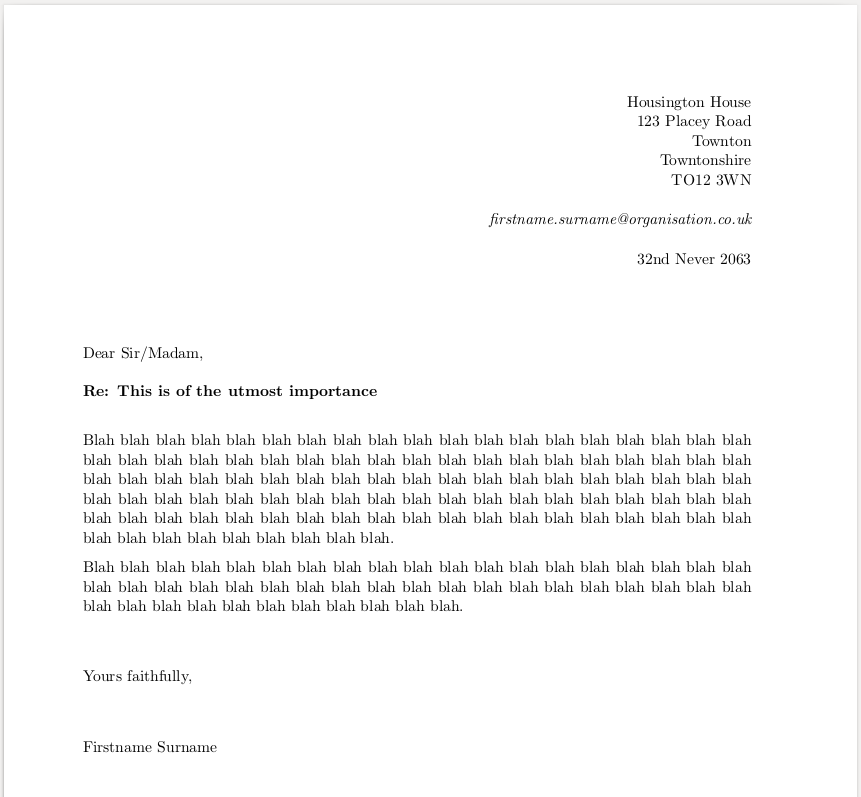 Housington House
123 Placey Road
Townton
Towntonshire
TO12 3WN
firstname.surname@organisation.co.uk
32nd Never 2063
Dear Sir/Madam,
Re: This is of the utmost importance
Blah blah blah blah blah blah blah blah blah blah blah blah blah blah blah blah blah blah blah
blah blah blah blah blah blah blah blah blah blah blah blah blah blah blah blah blah blah blah
blah blah blah blah blah blah blah blah blah blah blah blah blah blah blah blah blah blah blah
blah blah blah blah blah blah blah blah blah blah blah blah blah blah blah blah blah blah blah
blah blah blah blah blah blah blah blah blah blah blah blah blah blah blah blah blah blah blah
blah blah blah blah blah blah blah blah blah.
Blah blah blah blah blah blah blah blah blah blah blah blah blah blah blah blah blah blah blah
blah blah blah blah blah blah blah blah blah blah blah blah blah blah blah blah blah blah blah
blah blah blah blah blah blah blah blah blah blah blah.
Yours faithfully,
Firstname Surname